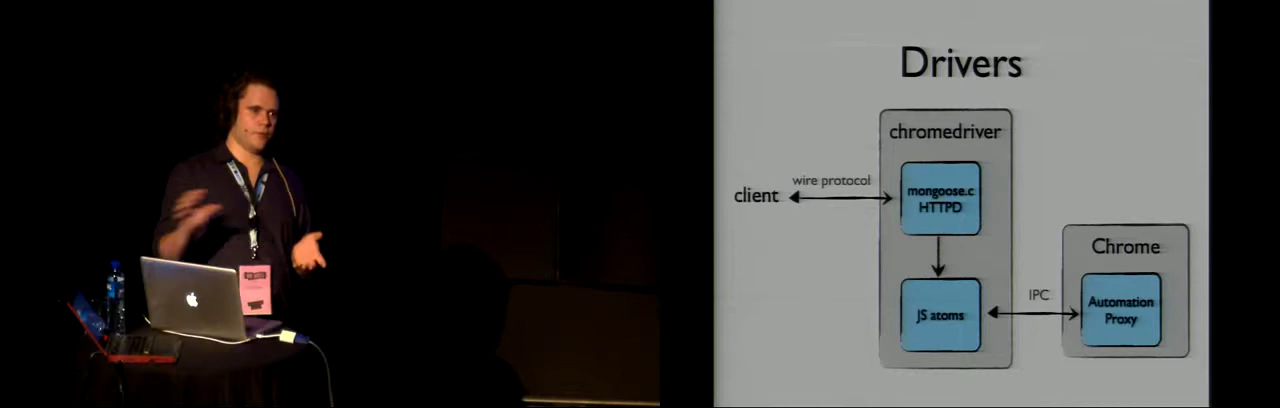 Drivers
chromedriver
wire protocol
client
mongoose.c
HTTPD
JS atoms
IPC
Chrome
Automation
Proxy